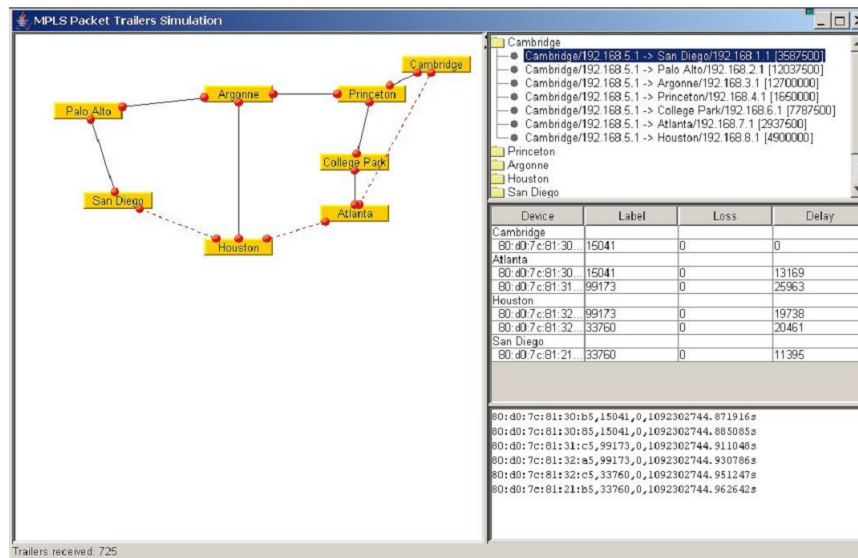 MPLS Packet Trailers Simulation
Cambridge
Argonne
Princeton
Palo Alto
College Park
San Diego
Atlanta
Houston
Cambridge
Cambridge/192.168.5.1 -> San Diego/192.168.1.1 [3587500]
Cambridge/192.168.5.1 -> Palo Alto/192.168.2.1 [12037500]
Cambridge/192.168.5.1 -> Argonne/192.168.3.1 [12700000]
Cambridge/192.168.5.1 -> Princeton/192.168.4.1 [1650000]
Cambridge/192.168.5.1 -> College Park/192.168.6.1 [7787500]
Cambridge/192.168.5.1 -> Atlanta/192.168.7.1 [2937500]
Cambridge/192.168.5.1 -> Houston/192.168.8.1 [4900000]
Princeton
Argonne
Houston
San Diego
Device Label Loss Delay
Cambridge
80:d0:7c:81:30... 15041 0 0
Atlanta
80:d0:7c:81:30... 15041 0 13169
80:d0:7c:81:31... 99173 0 25963
Houston
80:d0:7c:81:32... 99173 0 19738
80:d0:7c:81:32... 33760 0 20461
San Diego
80:d0:7c:81:21... 33760 0 11395
80:d0:7c:81:30:b5,15041,0,1092302744.871916s
80:d0:7c:81:30:85,15041,0,1092302744.885085s
80:d0:7c:81:31:c5,99173,0,1092302744.911048s
80:d0:7c:81:32:a5,99173,0,1092302744.930786s
80:d0:7c:81:32:c5,33760,0,1092302744.951247s
80:d0:7c:81:21:b5,33760,0,1092302744.962642s
Trailers received: 725